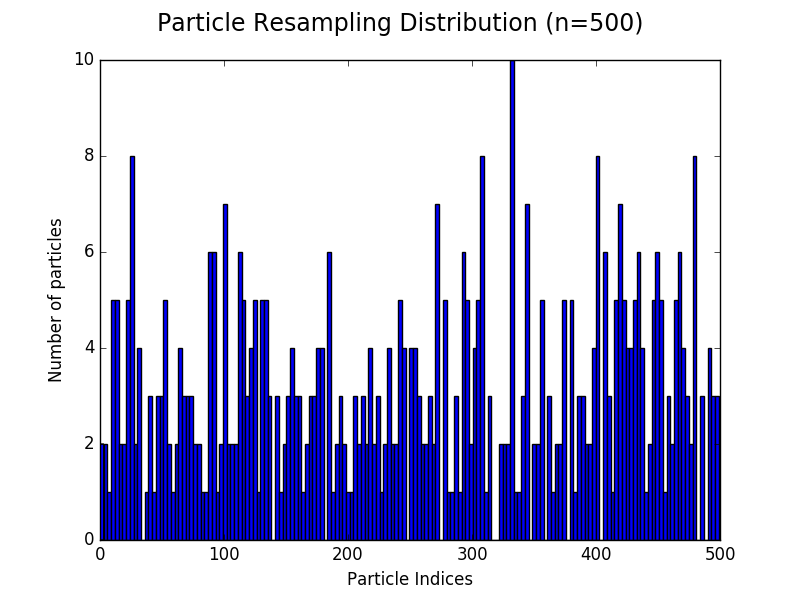 Particle Resampling Distribution (n=500)
10
8
6
4
2
0
Number of particles
0 100 200 300 400 500
Particle Indices